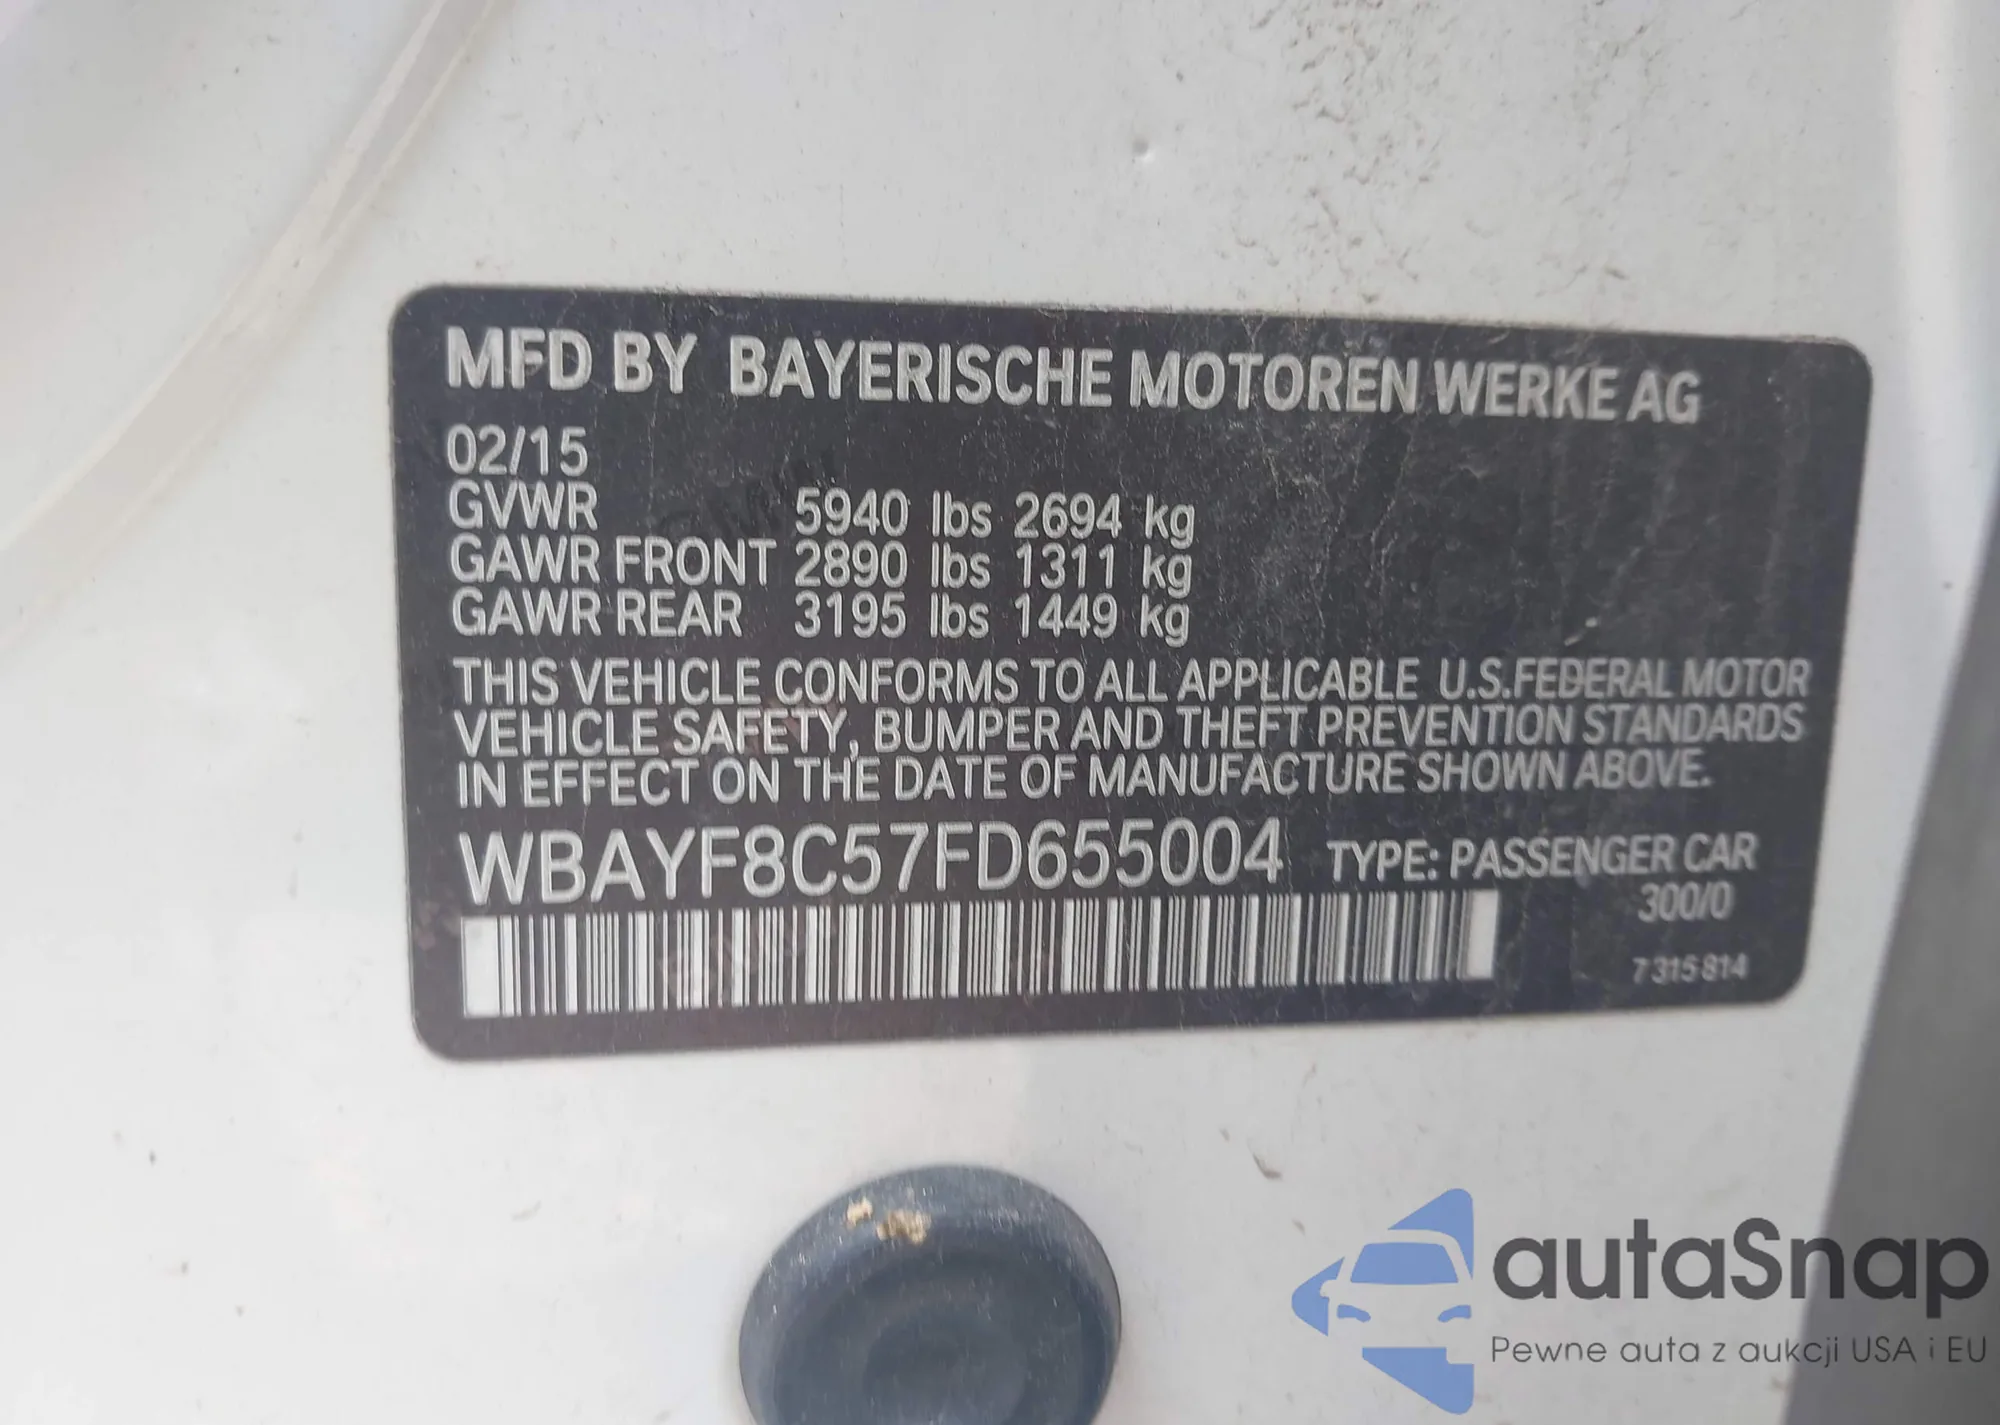 MFD BY BAYERISCHE MOTOREN WERKE AG
02/15
GVWR 5940 lbs 2694 kg
GAWR FRONT 2890 lbs 1311 kg
GAWR REAR 3195 lbs 1449 kg
THIS VEHICLE CONFORMS TO ALL APPLICABLE U.S.FEDERAL MOTOR
VEHICLE SAFETY, BUMPER AND THEFT PREVENTION STANDARDS
IN EFFECT ON THE DATE OF MANUFACTURE SHOWN ABOVE.
WBAYF8C57FD655004 TYPE: PASSENGER CAR
300/0
7 315 814
autaSnap
Pewne auta z aukcji USA i EU